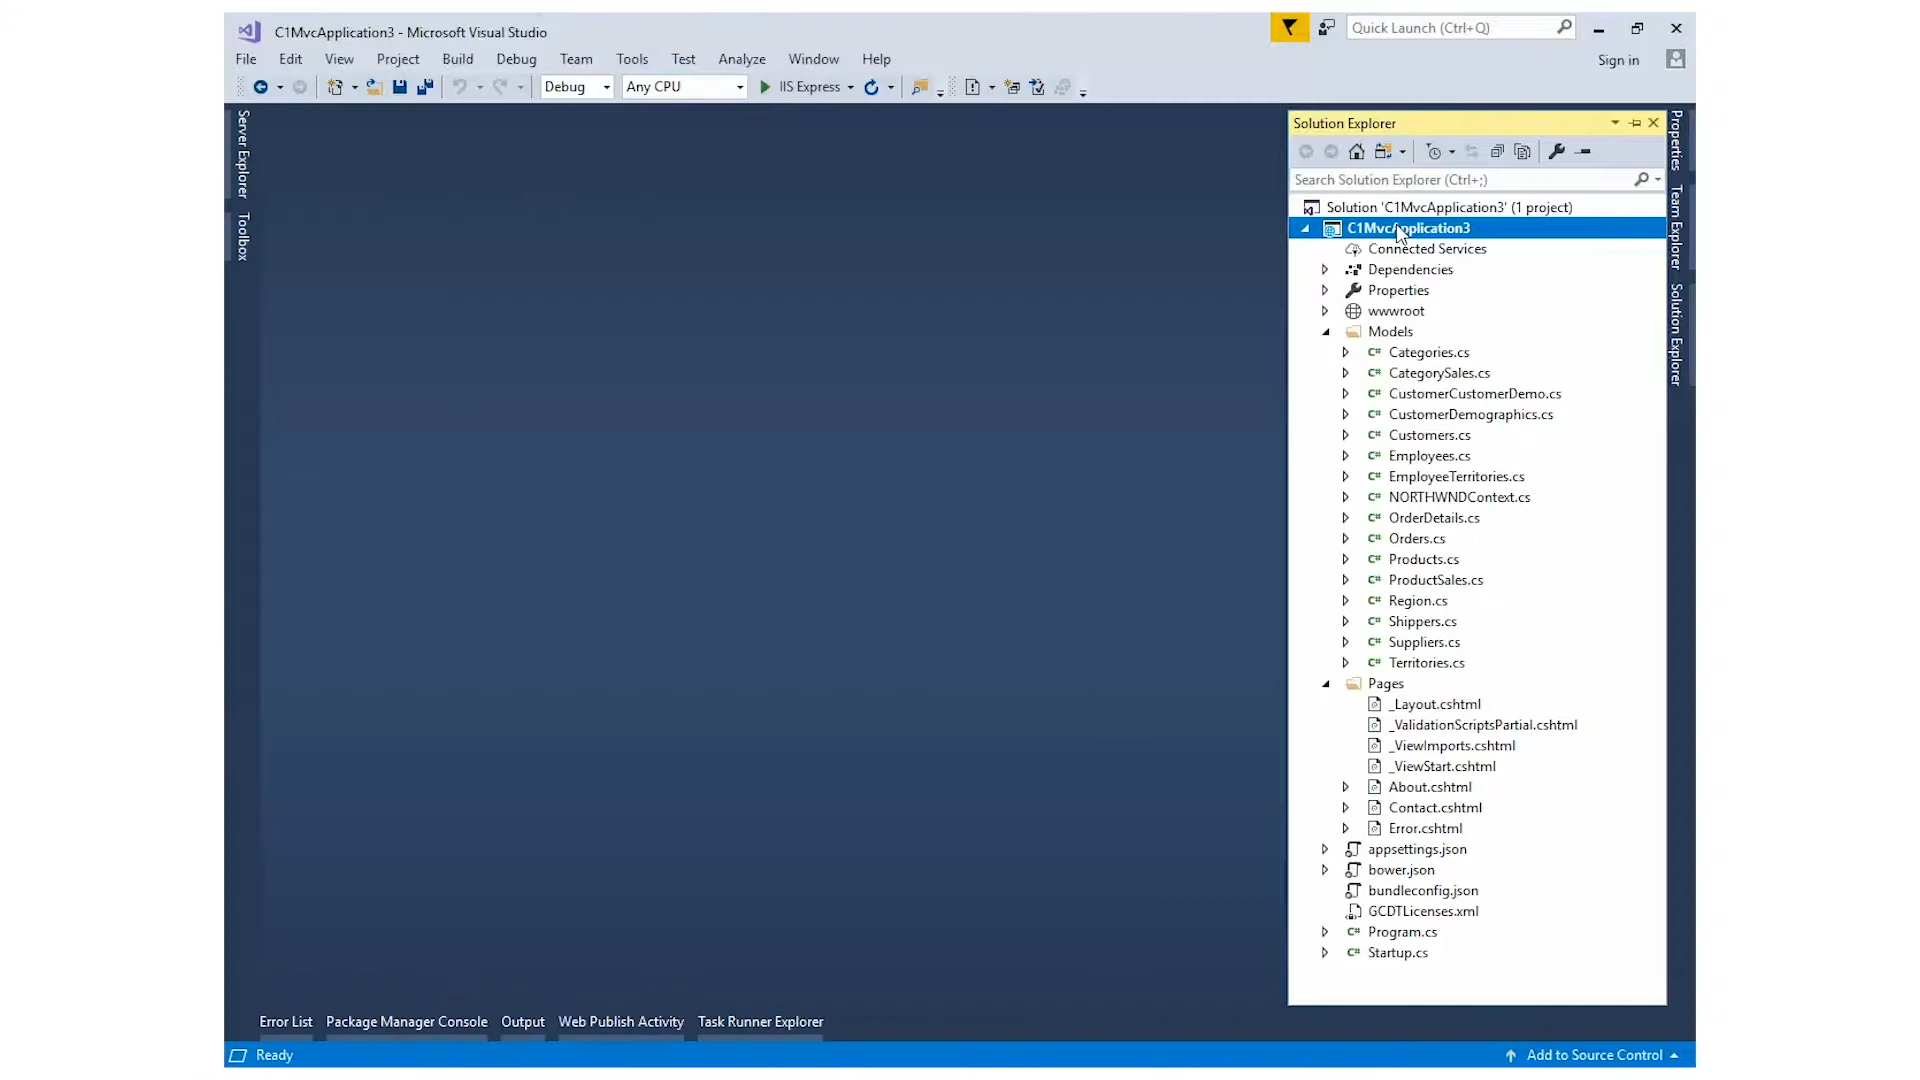 C1MvcApplication3 - Microsoft Visual Studio
Quick Launch (Ctrl+Q)
File Edit View Project Build Debug Team Tools Test Analyze Window Help
Sign in
Debug Any CPU IIS Express
Server Explorer
Toolbox
Solution Explorer
Search Solution Explorer (Ctrl+;)
Solution 'C1MvcApplication3' (1 project)
C1MvcApplication3
Connected Services
Dependencies
Properties
wwwroot
Models
C# Categories.cs
C# CategorySales.cs
C# CustomerCustomerDemo.cs
C# CustomerDemographics.cs
C# Customers.cs
C# Employees.cs
C# EmployeeTerritories.cs
C# NORTHWNDContext.cs
C# OrderDetails.cs
C# Orders.cs
C# Products.cs
C# ProductSales.cs
C# Region.cs
C# Shippers.cs
C# Suppliers.cs
C# Territories.cs
Pages
_Layout.cshtml
_ValidationScriptsPartial.cshtml
_ViewImports.cshtml
_ViewStart.cshtml
About.cshtml
Contact.cshtml
Error.cshtml
appsettings.json
bower.json
bundleconfig.json
GCDTLicenses.xml
C# Program.cs
C# Startup.cs
Properties
Team Explorer
Solution Explorer
Error List Package Manager Console Output Web Publish Activity Task Runner Explorer
Ready
Add to Source Control